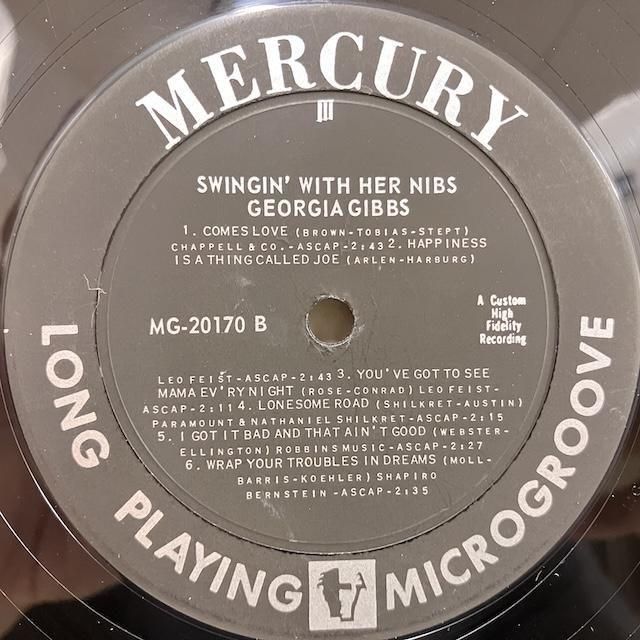 MERCURY
III
SWINGIN' WITH HER NIBS
GEORGIA GIBBS
1. COMES LOVE (BROWN-TOBIAS-STEPT)
CHAPPELL & CO.-ASCAP-2:43 2. HAPPINESS
IS A THING CALLED JOE (ARLEN-HARBURG)
MG-20170 B
A Custom
High
Fidelity
Recording
LEO FEIST-ASCAP-2:43 3. YOU'VE GOT TO SEE
MAMA EV'RY NIGHT (ROSE-CONRAD) LEO FEIST-
ASCAP-2:11 4. LONESOME ROAD (SHILKRET-AUSTIN)
PARAMOUNT & NATHANIEL SHILKRET-ASCAP-2:15
5. I GOT IT BAD AND THAT AIN'T GOOD (WEBSTER-
ELLINGTON) ROBBINS MUSIC-ASCAP-2:27
6. WRAP YOUR TROUBLES IN DREAMS (MOLL-
BARRIS-KOEHLER) SHAPIRO
BERNSTEIN -ASCAP-2:35
LONG PLAYING MICROGROOVE